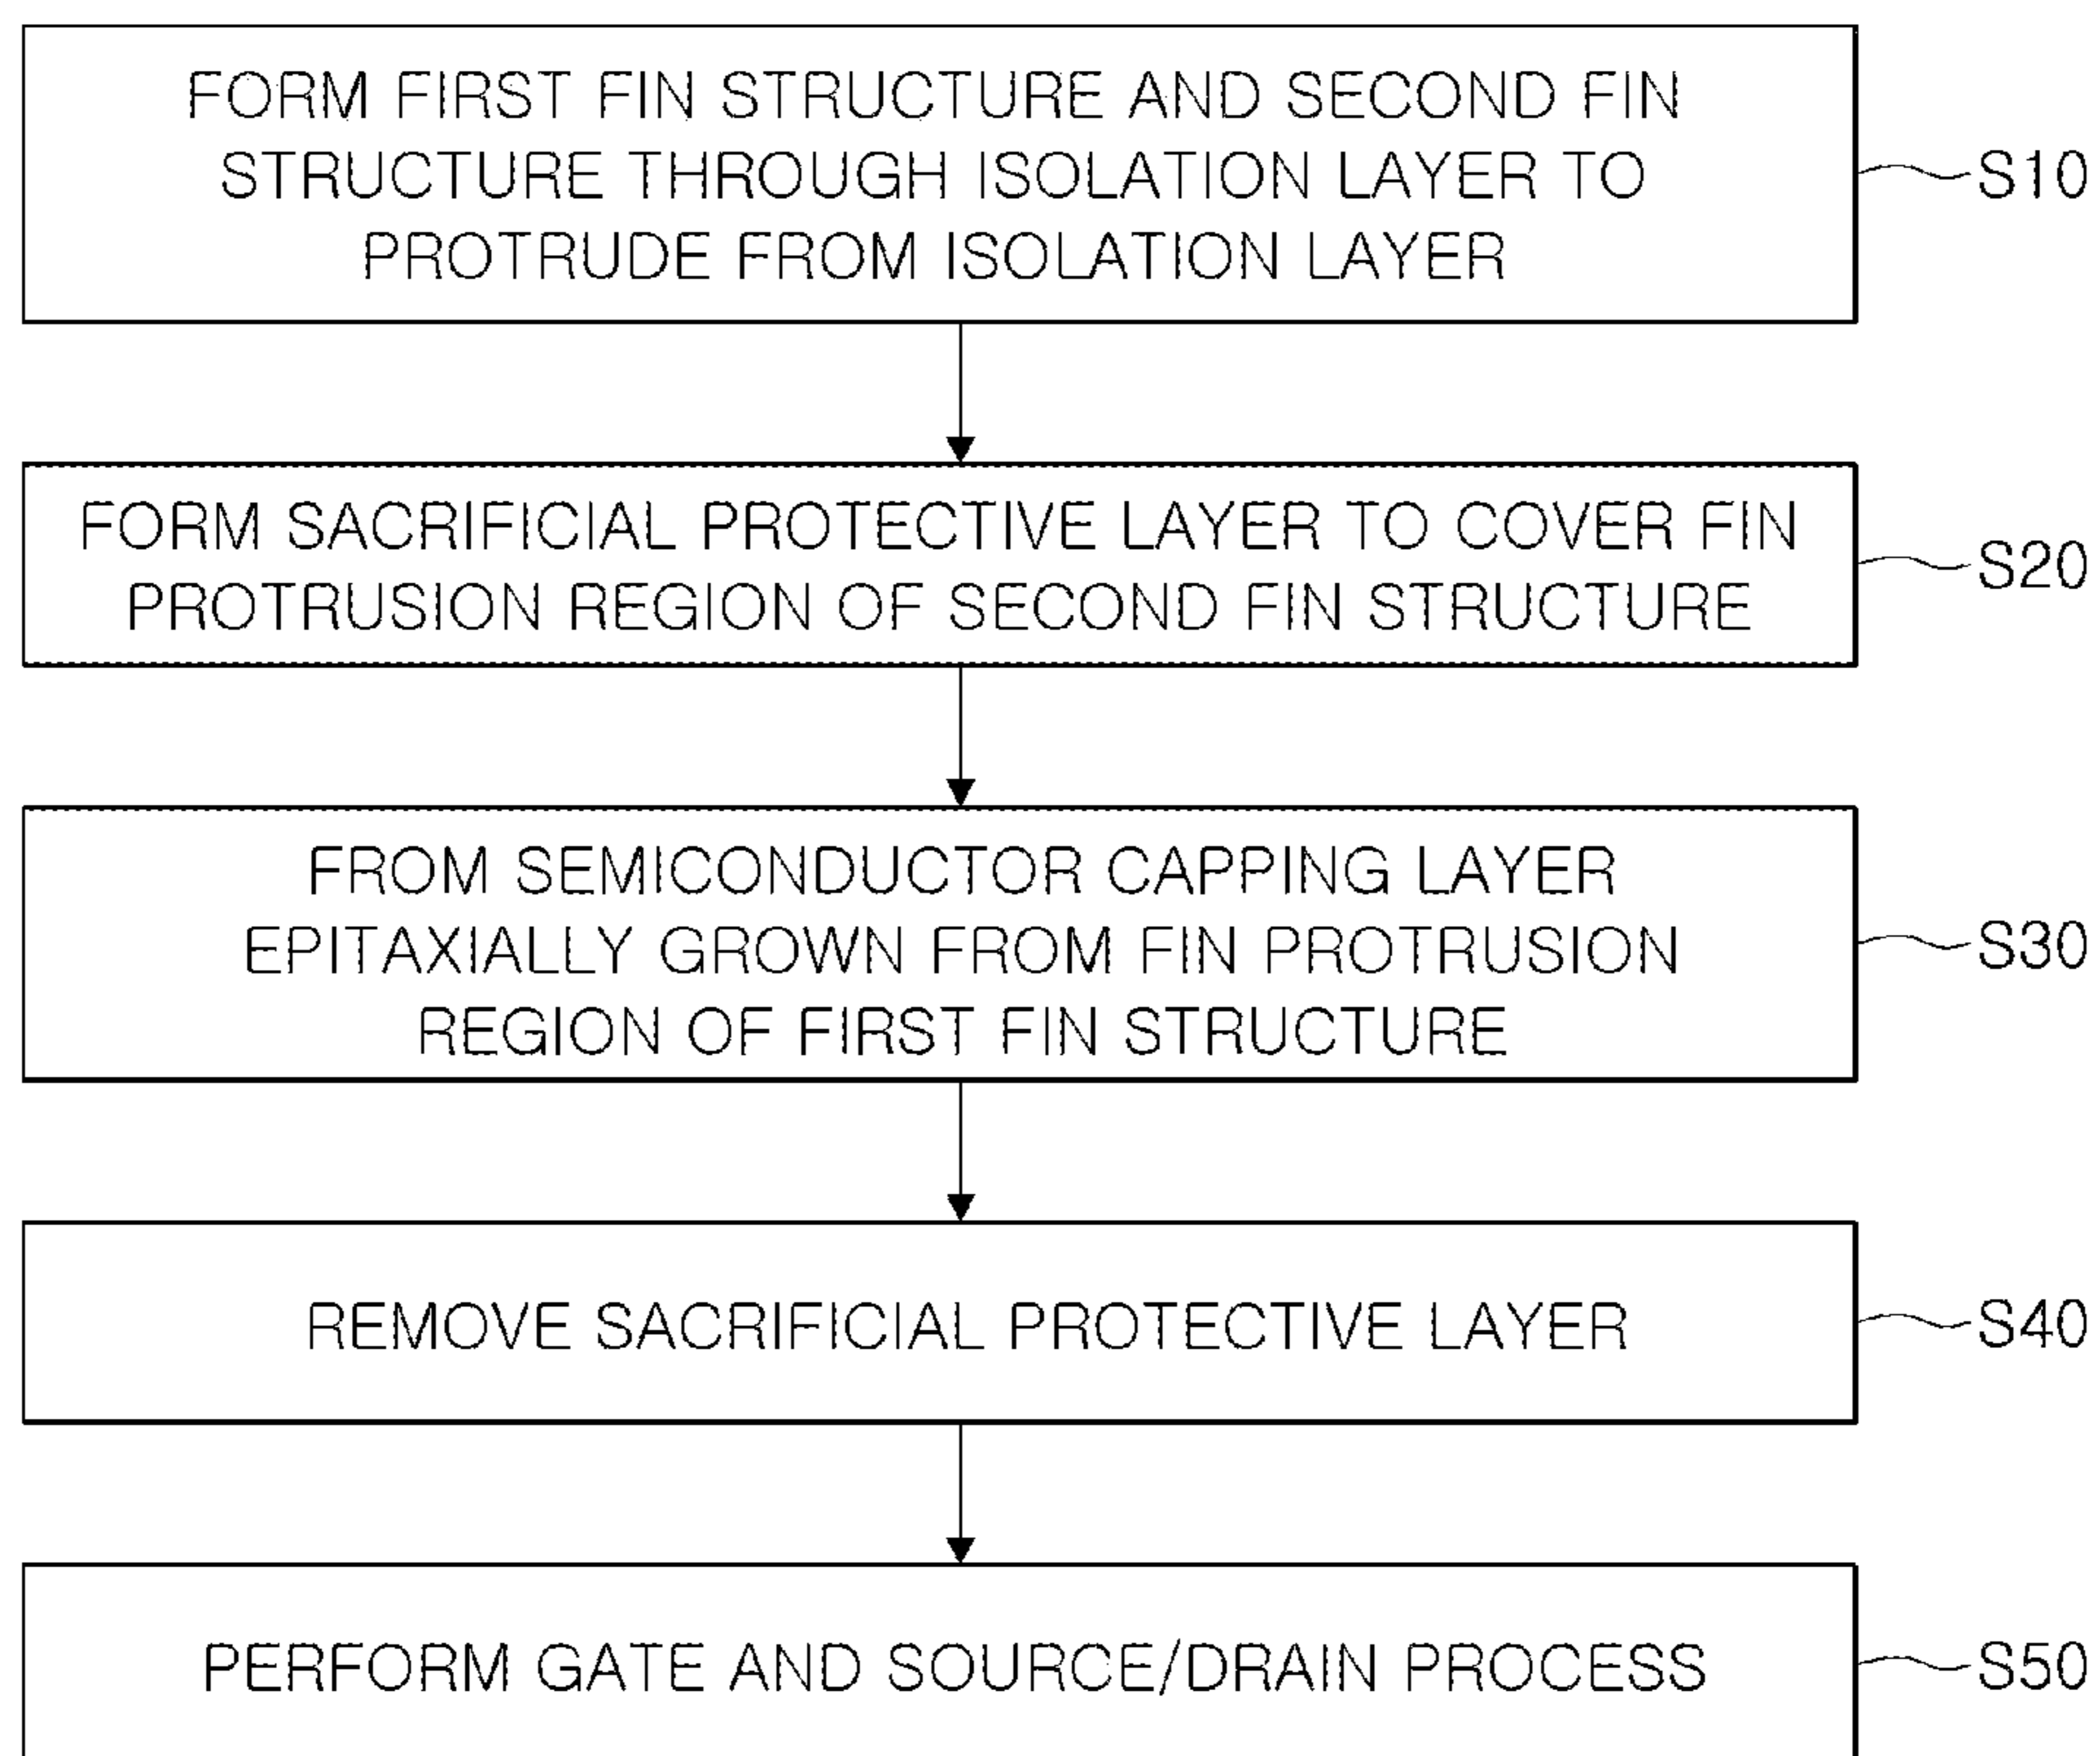 FORM FIRST FIN STRUCTURE AND SECOND FIN
STRUCTURE THROUGH ISOLATION LAYER TO
PROTRUDE FROM ISOLATION LAYER
S10
FORM SACRIFICIAL PROTECTIVE LAYER TO COVER FIN
PROTRUSION REGION OF SECOND FIN STRUCTURE
S20
FROM SEMICONDUCTOR CAPPING LAYER
EPITAXIALLY GROWN FROM FIN PROTRUSION
REGION OF FIRST FIN STRUCTURE
S30
REMOVE SACRIFICIAL PROTECTIVE LAYER
S40
PERFORM GATE AND SOURCE/DRAIN PROCESS
S50